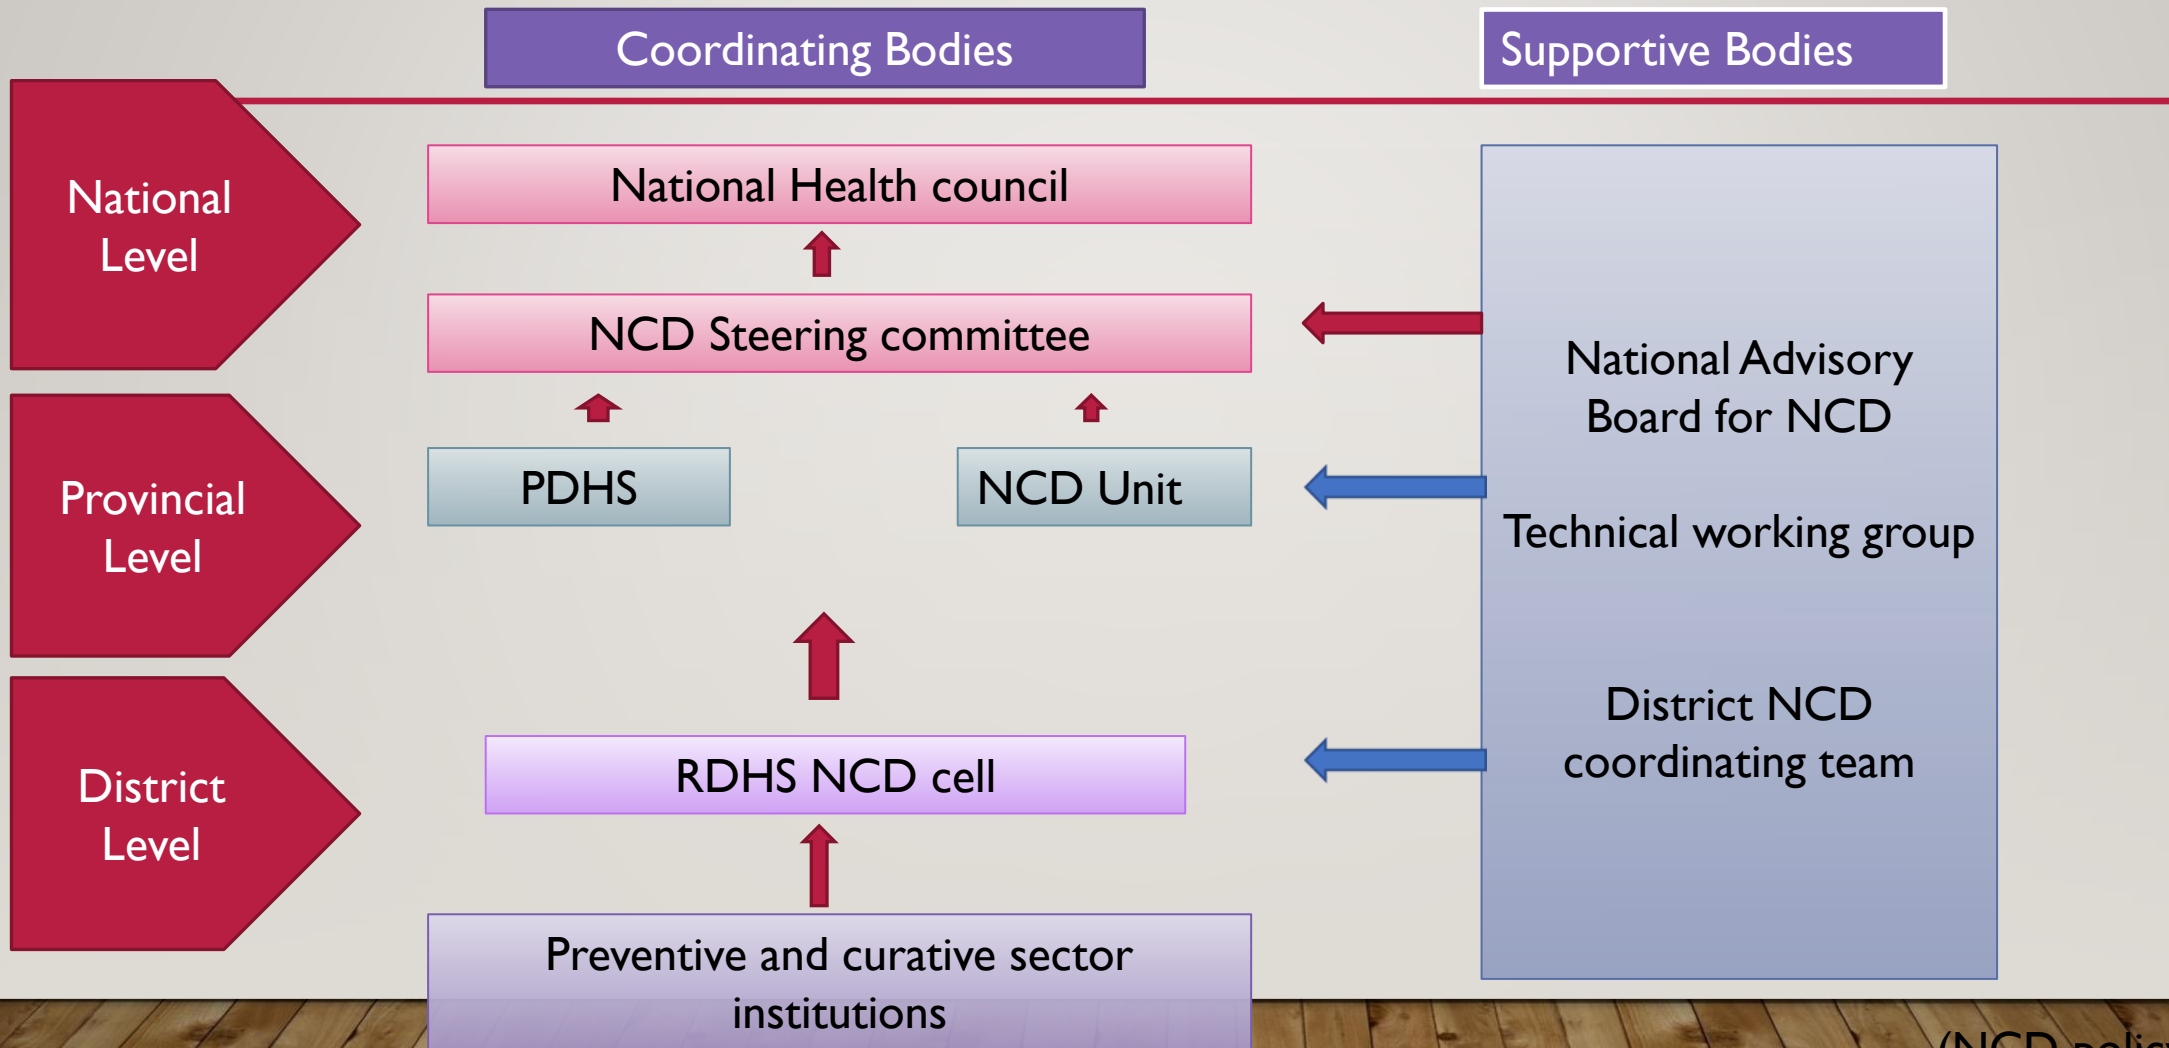 Coordinating Bodies
Supportive Bodies
National
Level
National Health council
NCD Steering committee
National Advisory
Board for NCD
Provincial
Level
PDHS
NCD Unit
Technical working group
District
Level
RDHS NCD cell
District NCD
coordinating team
Preventive and curative sector
institutions
(NCD policy